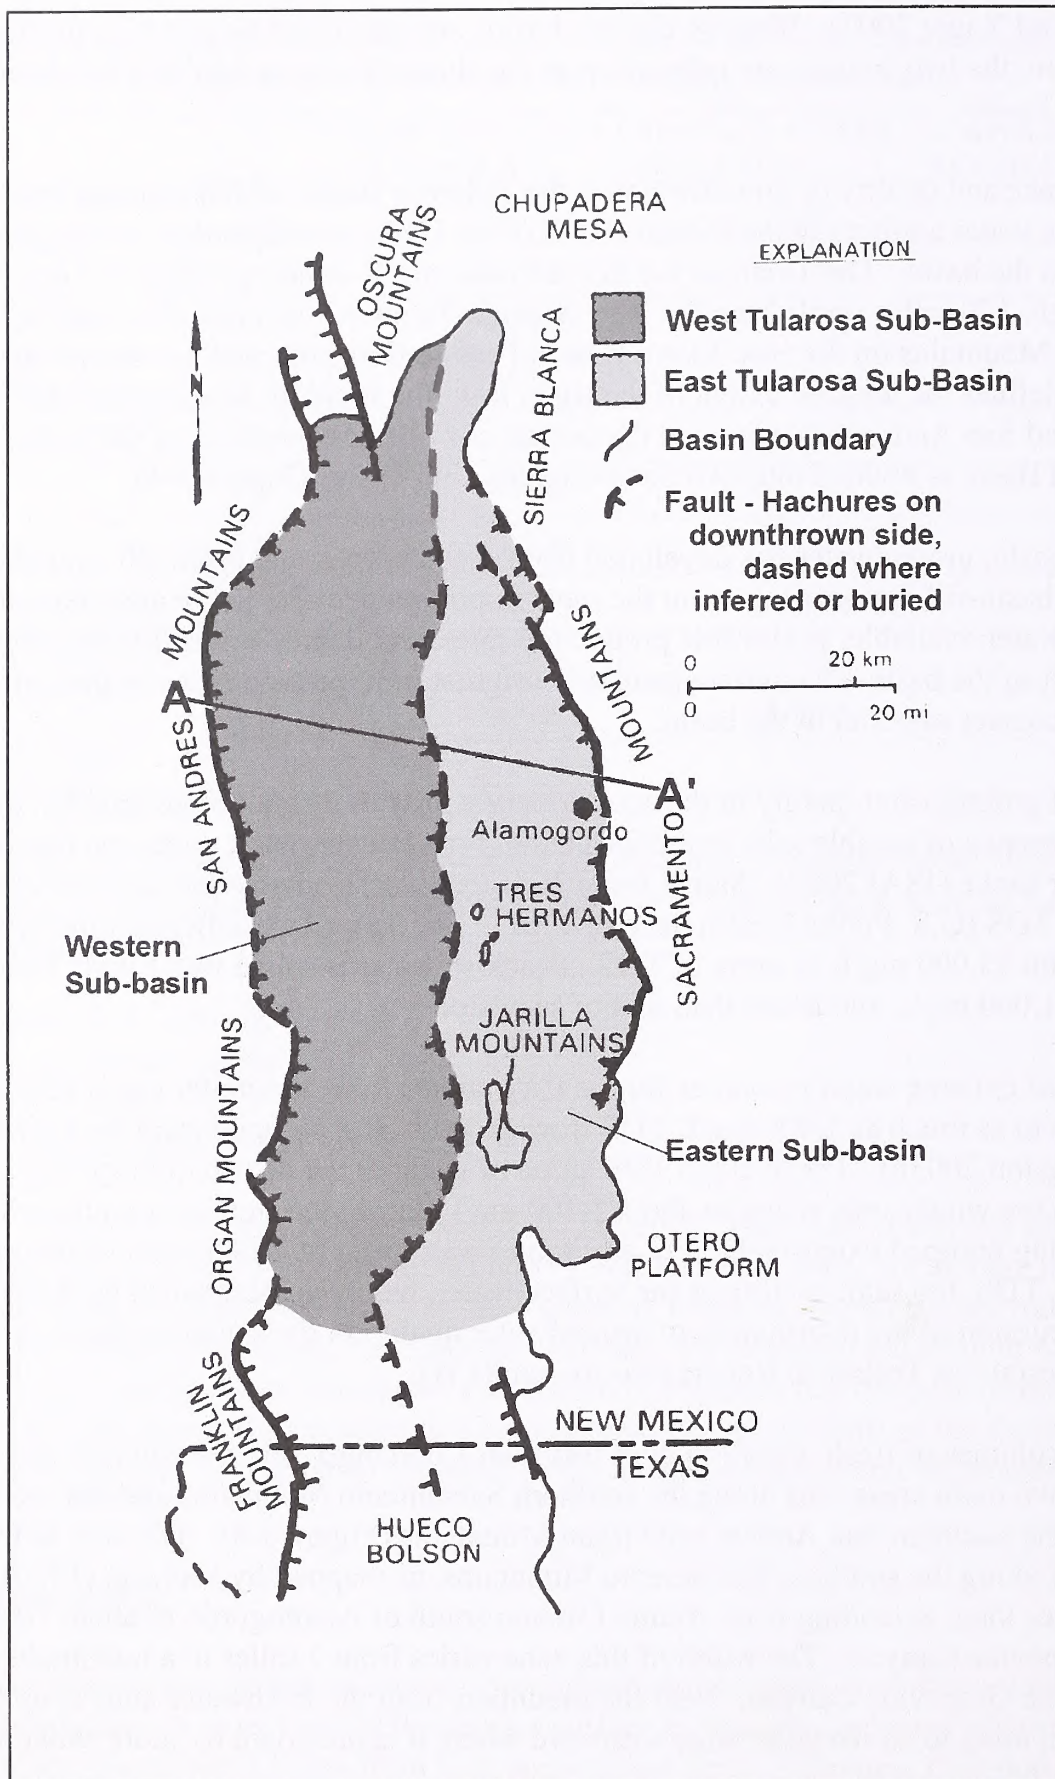 CHUPADERA
MESA
OSCURA
MOUNTAINS
EXPLANATION
West Tularosa Sub-Basin
East Tularosa Sub-Basin
Basin Boundary
Fault - Hachures on
downthrown side,
dashed where
inferred or buried
0 20 km
0 20 mi
N
SIERRA BLANCA
SAN ANDRES MOUNTAINS
A
A'
SACRAMENTO MOUNTAINS
Alamogordo
TRES
HERMANOS
Western
Sub-basin
JARILLA
MOUNTAINS
ORGAN MOUNTAINS
Eastern Sub-basin
OTERO
PLATFORM
FRANKLIN
MOUNTAINS
NEW MEXICO
TEXAS
HUECO
BOLSON